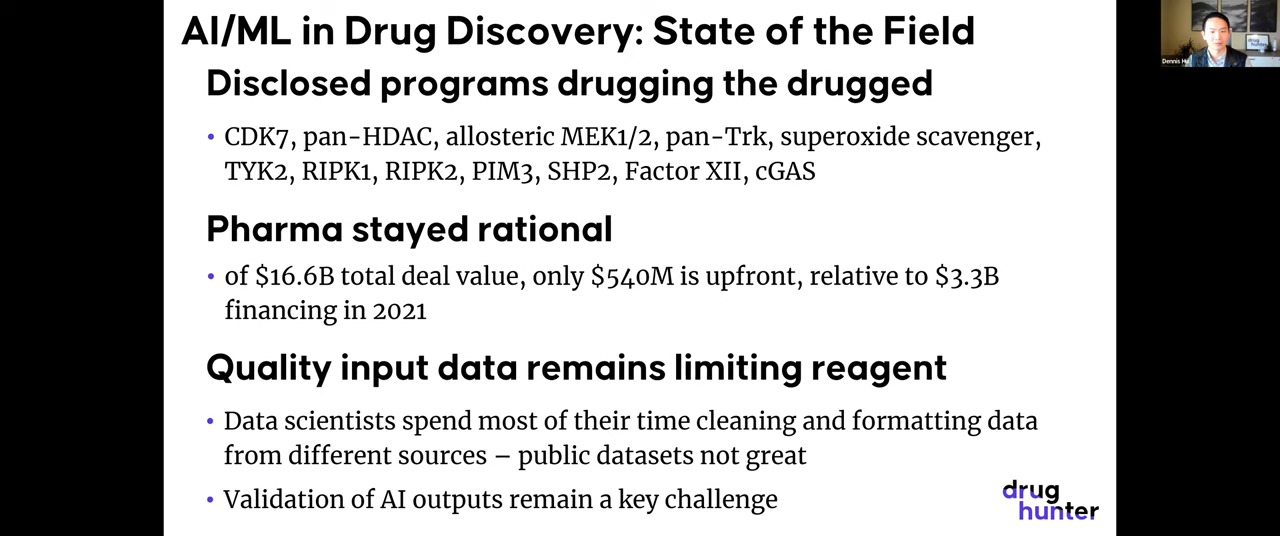 AI/ML in Drug Discovery: State of the Field
Disclosed programs drugging the drugged
• CDK7, pan-HDAC, allosteric MEK1/2, pan-Trk, superoxide scavenger,
TYK2, RIPK1, RIPK2, PIM3, SHP2, Factor XII, cGAS
Pharma stayed rational
• of $16.6B total deal value, only $540M is upfront, relative to $3.3B
financing in 2021
Quality input data remains limiting reagent
• Data scientists spend most of their time cleaning and formatting data
from different sources – public datasets not great
• Validation of AI outputs remain a key challenge
drug
hunter
Dennis Hu